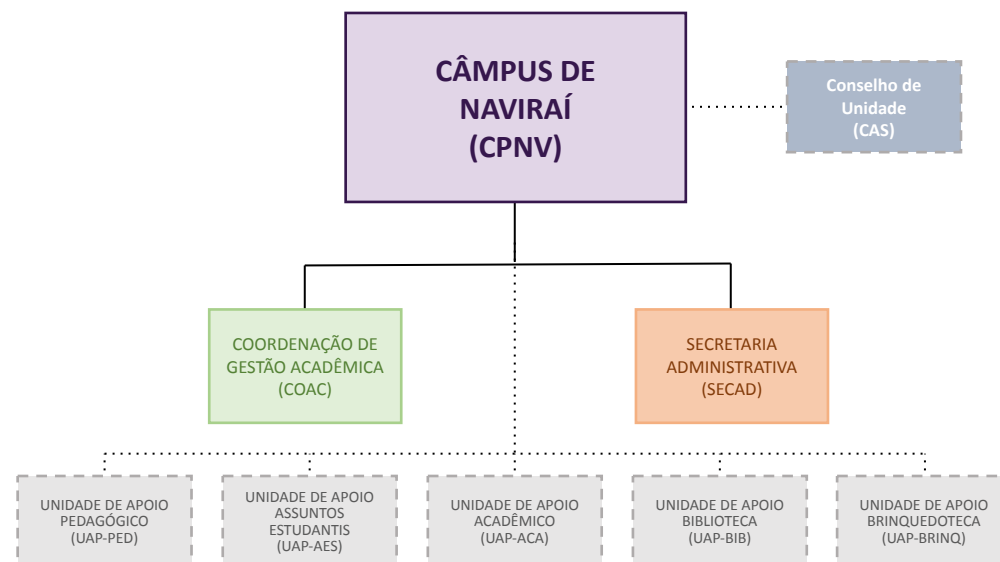 CÂMPUS DE
NAVIRAÍ
(CPNV)
Conselho de
Unidade
(CAS)
COORDENAÇÃO DE
GESTÃO ACADÊMICA
(COAC)
SECRETARIA
ADMINISTRATIVA
(SECAD)
UNIDADE DE APOIO
PEDAGÓGICO
(UAP-PED)
UNIDADE DE APOIO
ASSUNTOS
ESTUDANTIS
(UAP-AES)
UNIDADE DE APOIO
ACADÊMICO
(UAP-ACA)
UNIDADE DE APOIO
BIBLIOTECA
(UAP-BIB)
UNIDADE DE APOIO
BRINQUEDOTECA
(UAP-BRINQ)